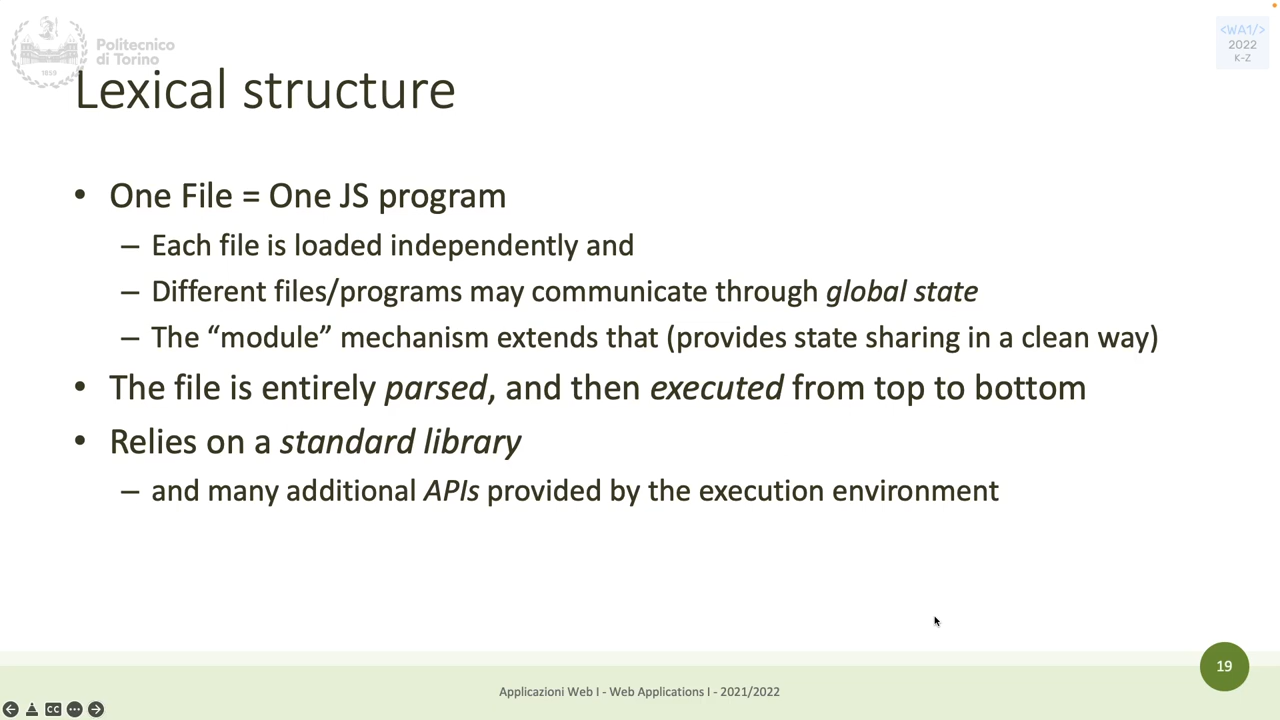 Politecnico
di Torino
1859
<WA1/>
2022
K-Z
Lexical structure
• One File = One JS program
– Each file is loaded independently and
– Different files/programs may communicate through global state
– The “module” mechanism extends that (provides state sharing in a clean way)
• The file is entirely parsed, and then executed from top to bottom
• Relies on a standard library
– and many additional APIs provided by the execution environment
19
Applicazioni Web I - Web Applications I - 2021/2022
CC